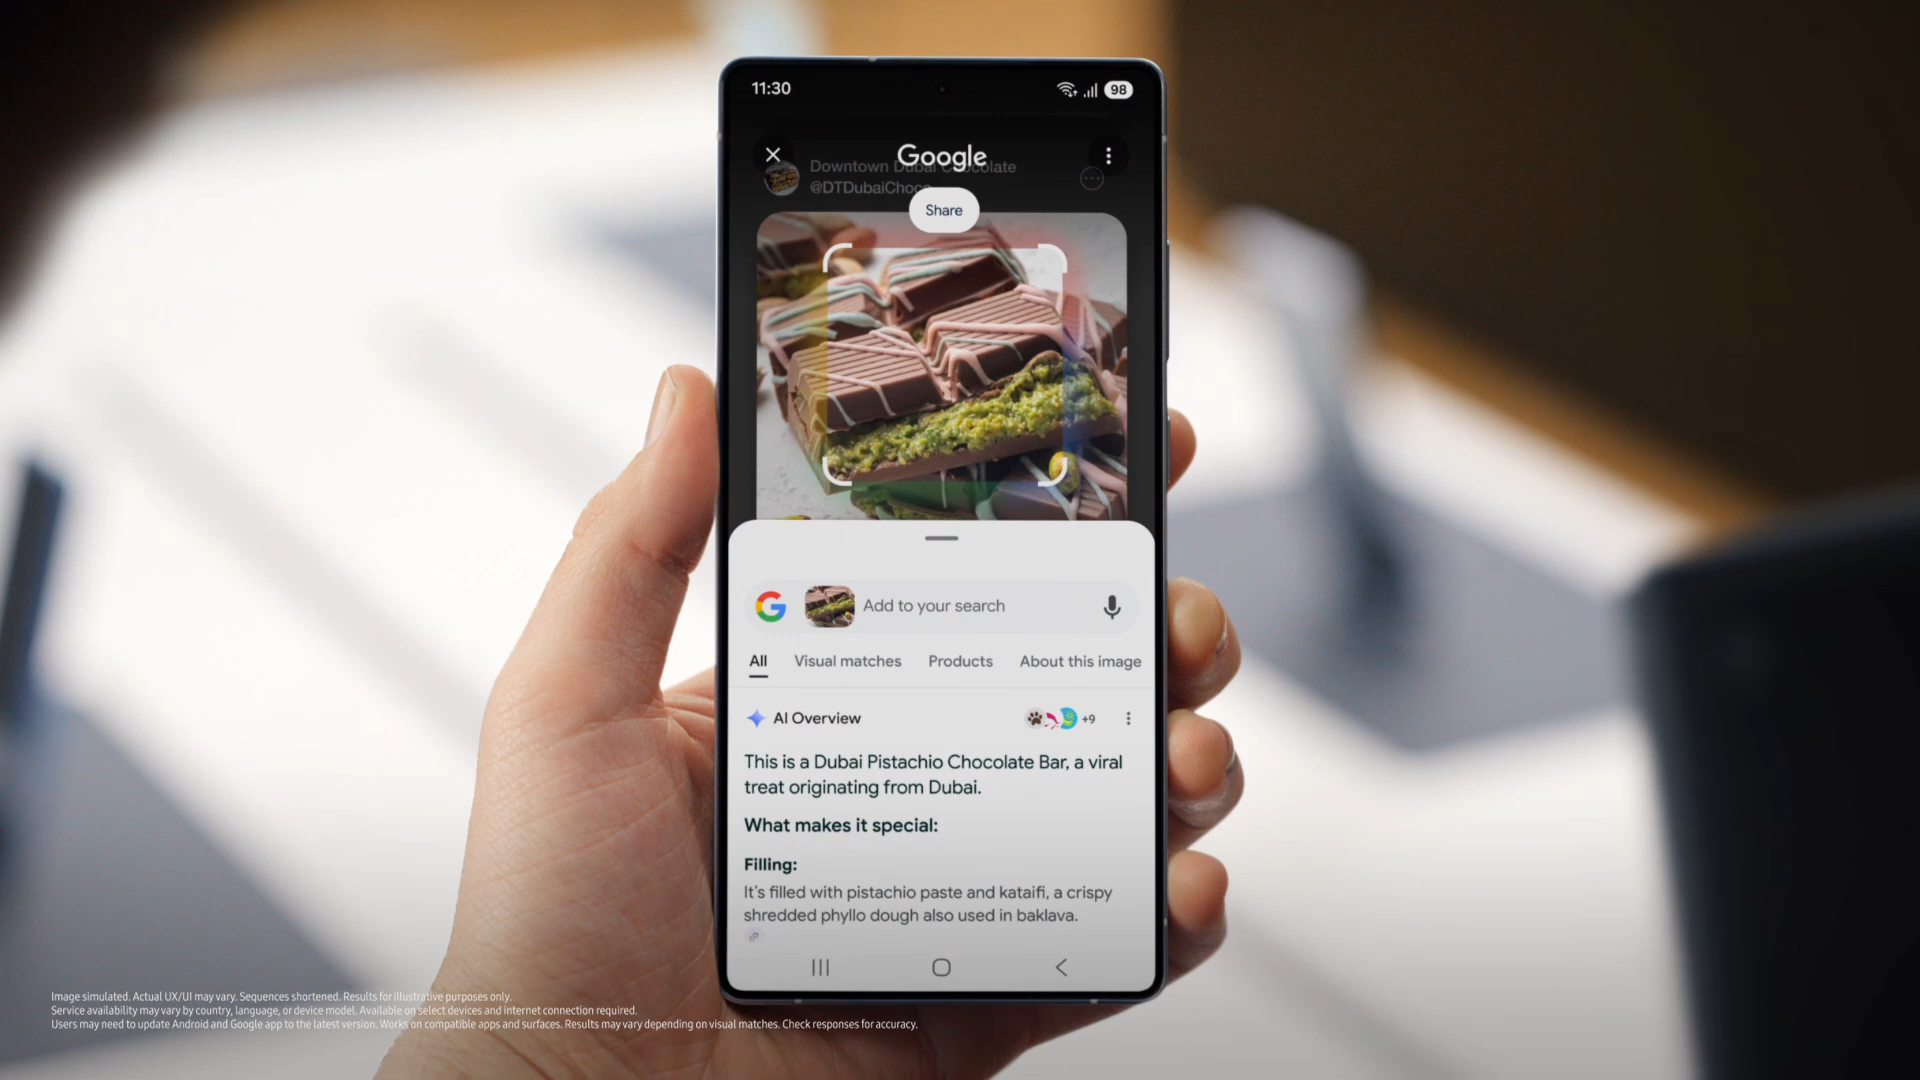 11:30
98
Google
Downtown Dubai Chocolate
@DTDubaiChoco
Share
Add to your search
All Visual matches Products About this image
AI Overview +9
This is a Dubai Pistachio Chocolate Bar, a viral
treat originating from Dubai.
What makes it special:
Filling:
It's filled with pistachio paste and kataifi, a crispy
shredded phyllo dough also used in baklava.
Image simulated. Actual UX/UI may vary. Sequences shortened. Results for illustrative purposes only.
Service availability may vary by country, language, or device model. Available on select devices and internet connection required.
Users may need to update Android and Google app to the latest version. Works on compatible apps and surfaces. Results may vary depending on visual matches. Check responses for accuracy.